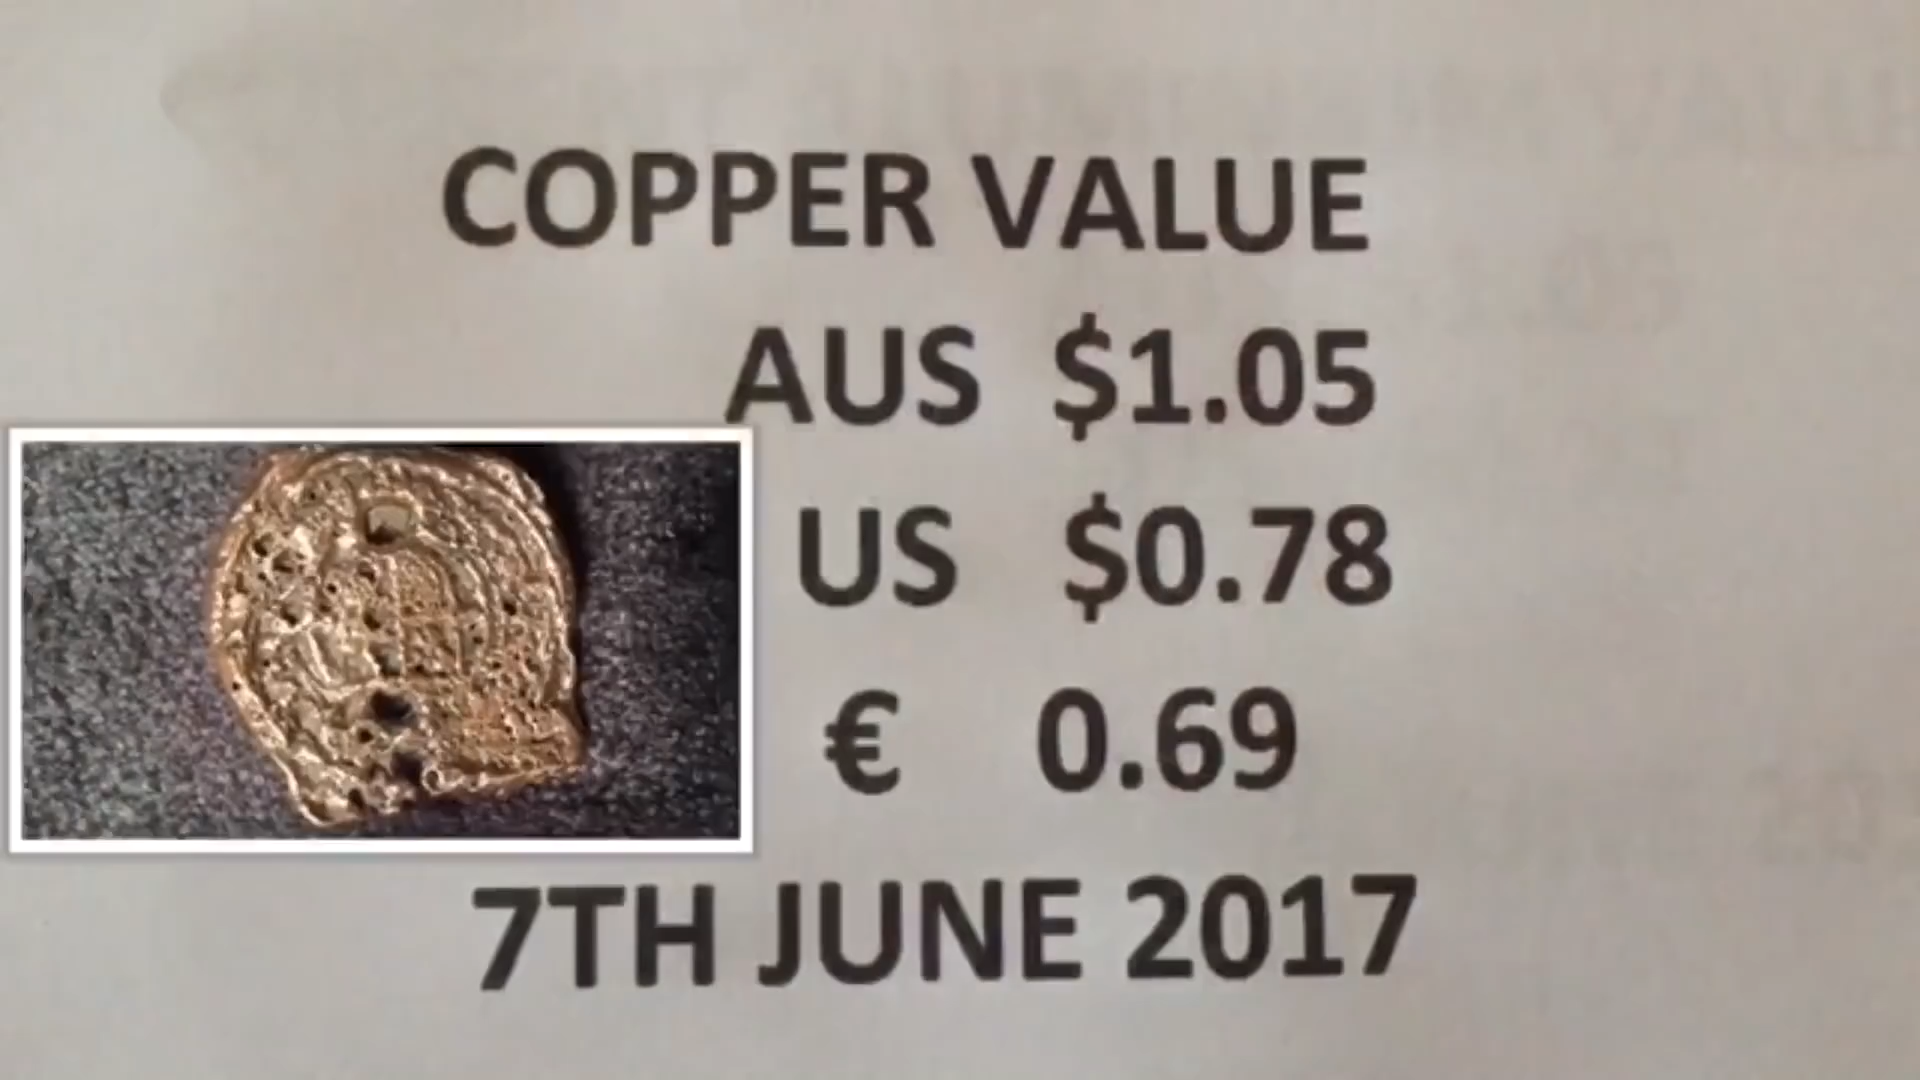 COPPER VALUE
AUS $1.05
US $0.78
€ 0.69
7TH JUNE 2017